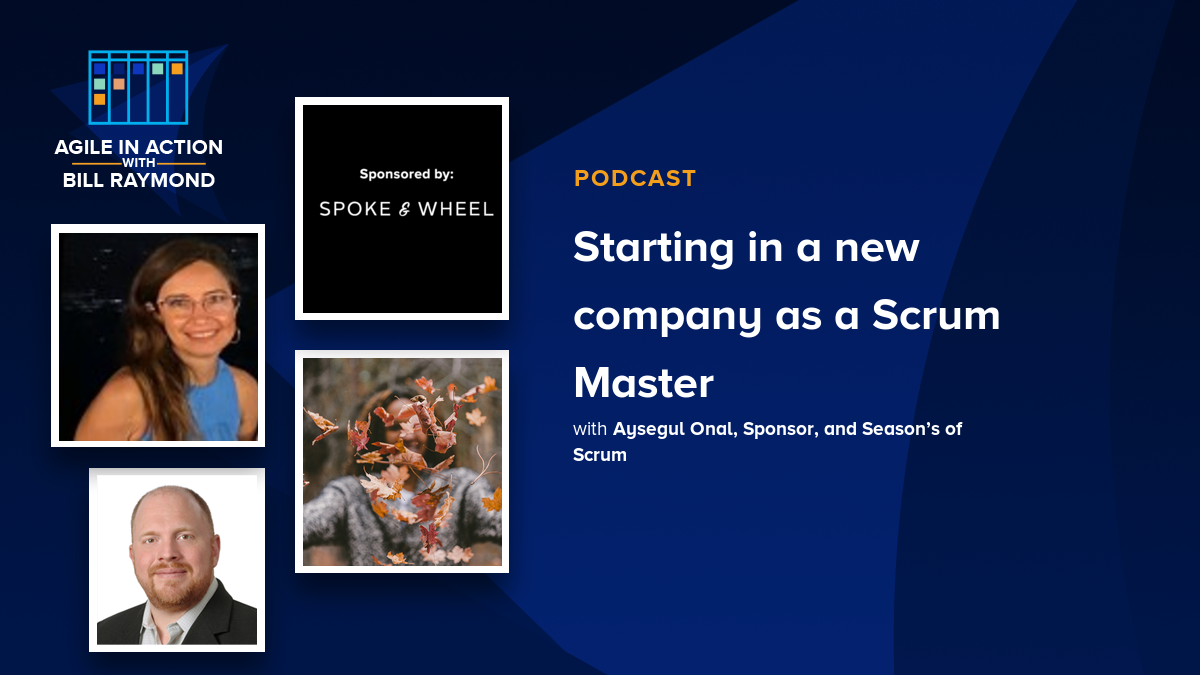 AGILE IN ACTION
WITH
BILL RAYMOND
Sponsored by:
SPOKE & WHEEL
PODCAST
Starting in a new
company as a Scrum
Master
with Aysegul Onal, Sponsor, and Season’s of
Scrum